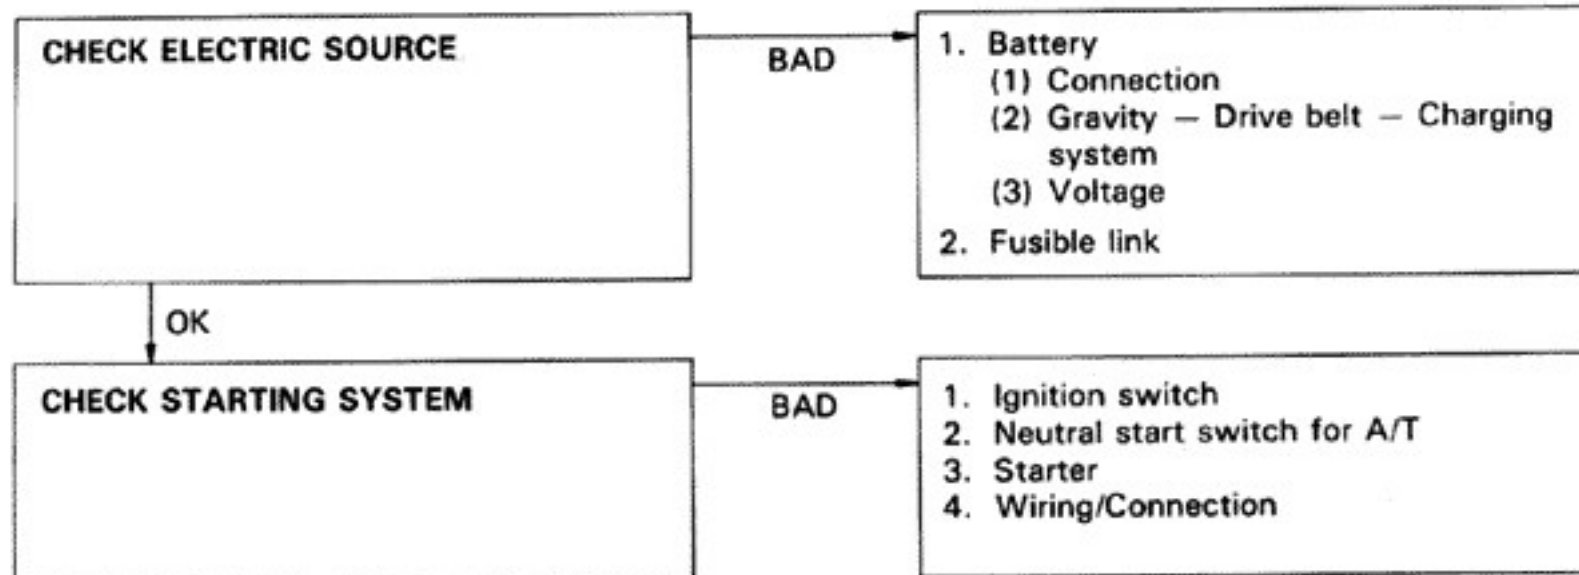 CHECK ELECTRIC SOURCE
BAD
1. Battery
(1) Connection
(2) Gravity — Drive belt — Charging
system
(3) Voltage
2. Fusible link
OK
CHECK STARTING SYSTEM
BAD
1. Ignition switch
2. Neutral start switch for A/T
3. Starter
4. Wiring/Connection